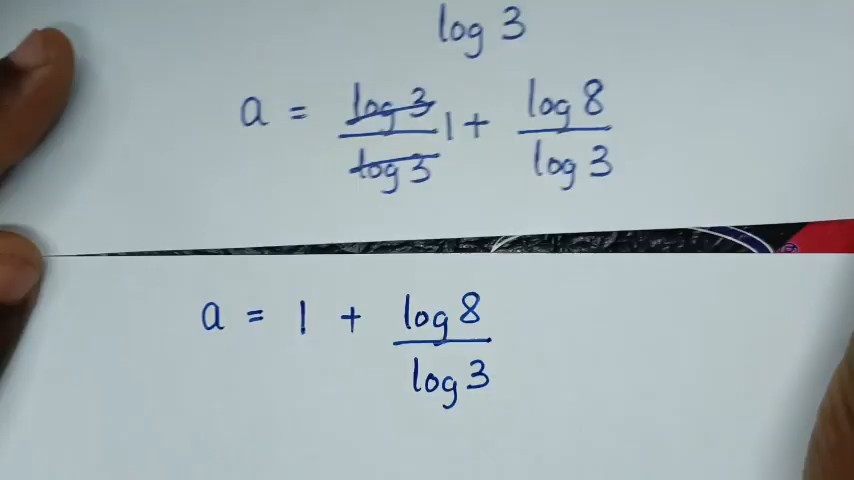 log 3
a = log 3 / log 3 1 + log 8 / log 3
a = 1 + log 8 / log 3